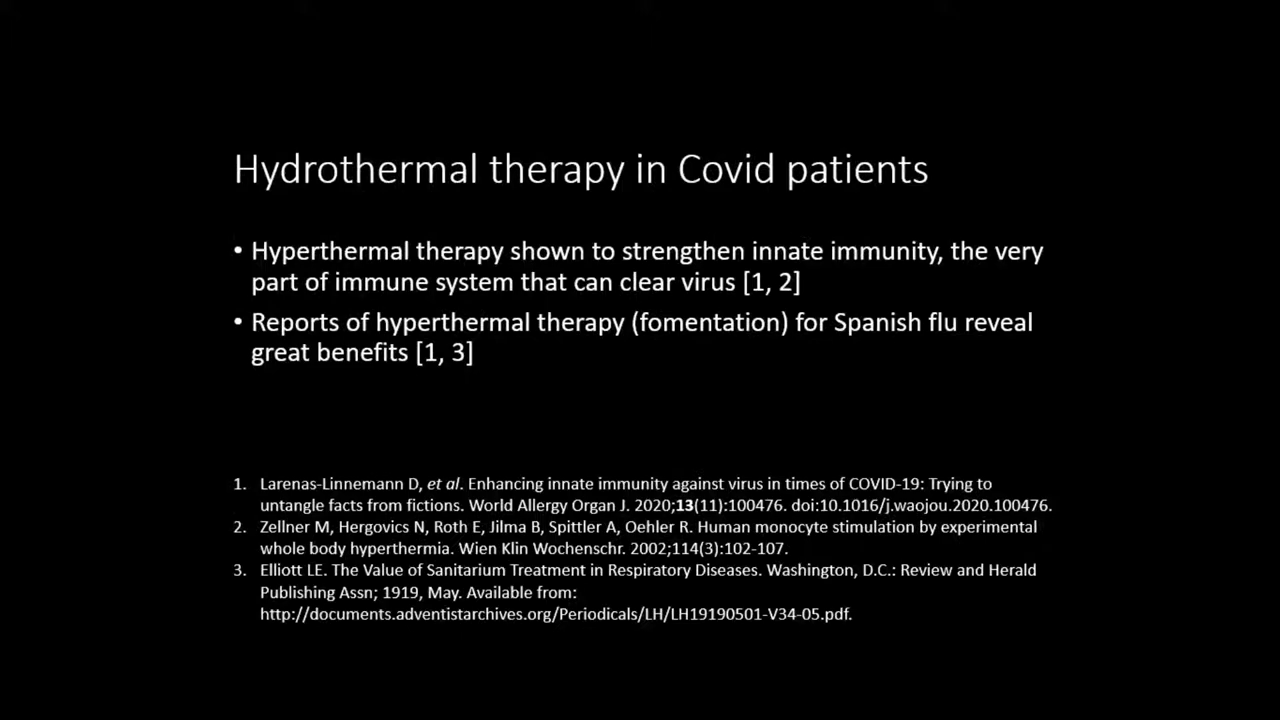 Hydrothermal therapy in Covid patients
• Hyperthermal therapy shown to strengthen innate immunity, the very
part of immune system that can clear virus [1, 2]
• Reports of hyperthermal therapy (fomentation) for Spanish flu reveal
great benefits [1, 3]
1. Larenas-Linnemann D, et al. Enhancing innate immunity against virus in times of COVID-19: Trying to
untangle facts from fictions. World Allergy Organ J. 2020;13(11):100476. doi:10.1016/j.waojou.2020.100476.
2. Zellner M, Hergovics N, Roth E, Jilma B, Spittler A, Oehler R. Human monocyte stimulation by experimental
whole body hyperthermia. Wien Klin Wochenschr. 2002;114(3):102-107.
3. Elliott LE. The Value of Sanitarium Treatment in Respiratory Diseases. Washington, D.C.: Review and Herald
Publishing Assn; 1919, May. Available from:
http://documents.adventistarchives.org/Periodicals/LH/LH19190501-V34-05.pdf.